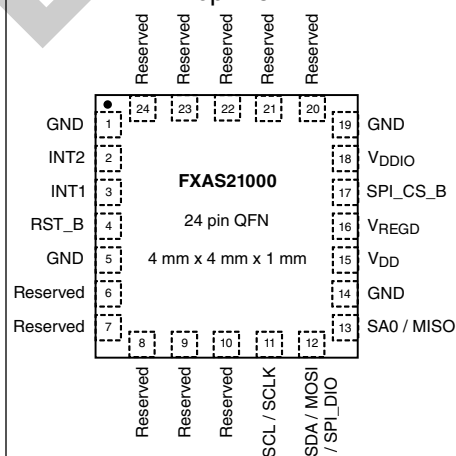 Reserved
Reserved
Reserved
Reserved
Reserved
24
23
22
21
20
GND
1
19
GND
INT2
2
18
VDDIO
INT1
3
FXAS21000
17
SPI_CS_B
RST_B
4
24 pin QFN
16
VREGD
GND
5
4 mm x 4 mm x 1 mm
15
VDD
Reserved
6
14
GND
Reserved
7
13
SA0 / MISO
8
9
10
11
12
Reserved
Reserved
Reserved
SCL / SCLK
SDA / MOSI
/ SPI_DIO